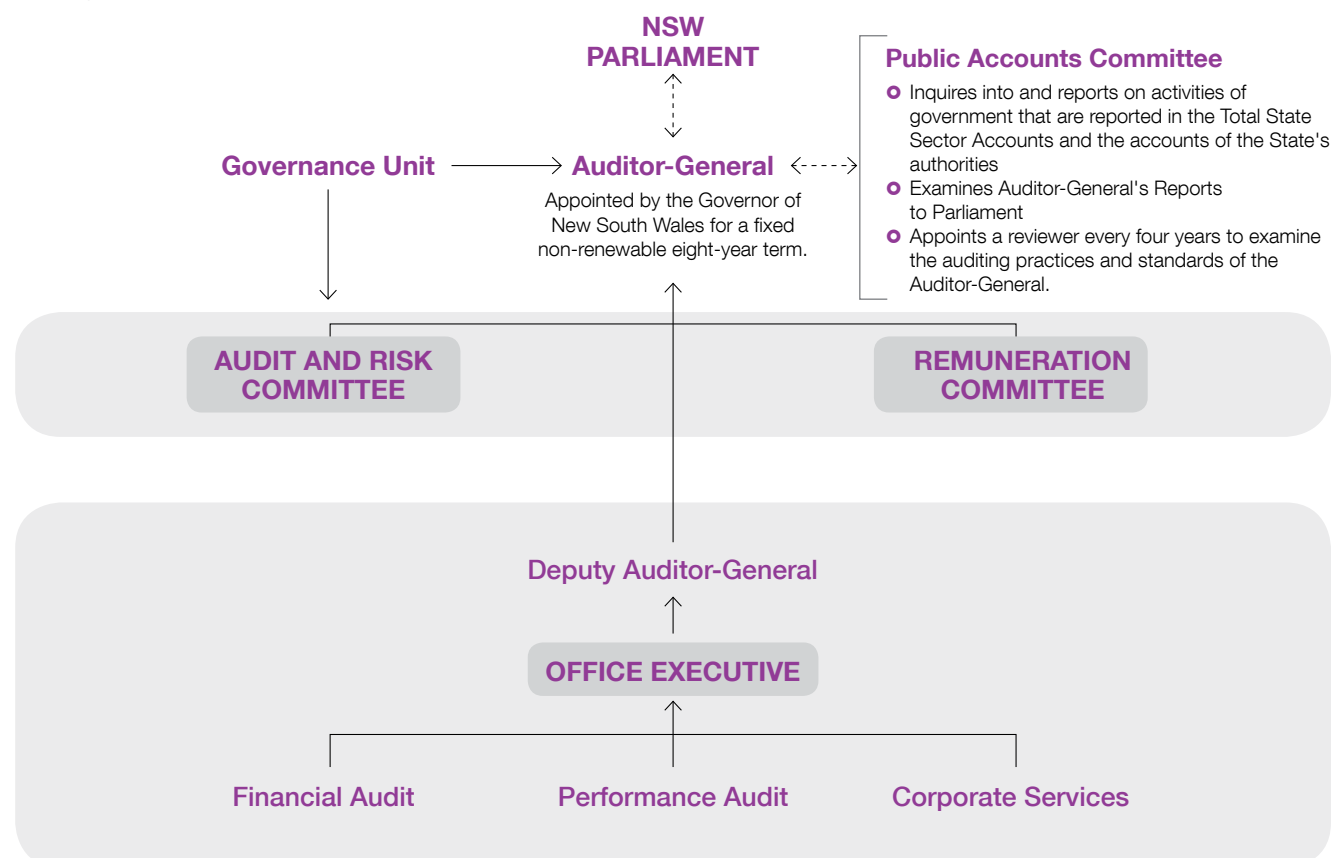 NSW
PARLIAMENT
Public Accounts Committee
Inquires into and reports on activities of
government that are reported in the Total State
Sector Accounts and the accounts of the State's
authorities
Examines Auditor-General's Reports
to Parliament
Appoints a reviewer every four years to examine
the auditing practices and standards of the
Auditor-General.
Governance Unit
Auditor-General
Appointed by the Governor of
New South Wales for a fixed
non-renewable eight-year term.
AUDIT AND RISK
COMMITTEE
REMUNERATION
COMMITTEE
Deputy Auditor-General
OFFICE EXECUTIVE
Financial Audit
Performance Audit
Corporate Services